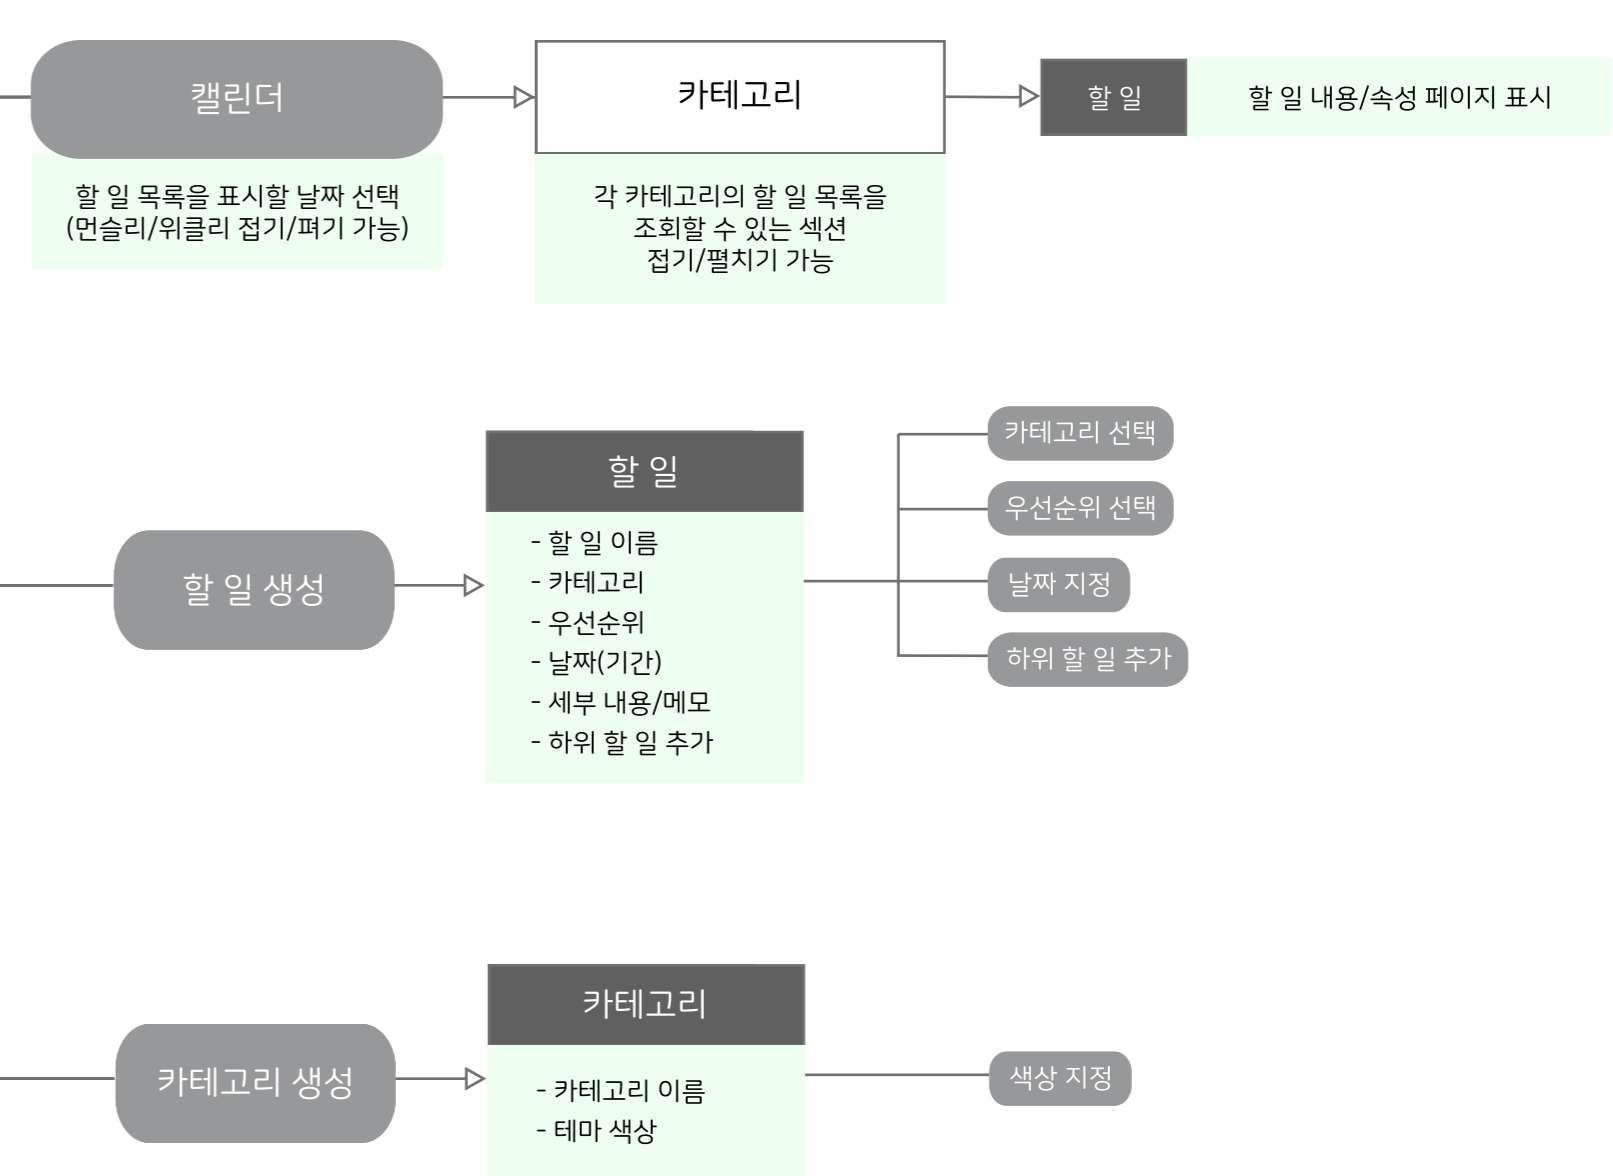 캘린더
할 일 목록을 표시할 날짜 선택
(먼슬리/위클리 접기/펴기 가능)
카테고리
각 카테고리의 할 일 목록을
조회할 수 있는 섹션
접기/펼치기 가능
할 일
할 일 내용/속성 페이지 표시
할 일 생성
할 일
- 할 일 이름
- 카테고리
- 우선순위
- 날짜(기간)
- 세부 내용/메모
- 하위 할 일 추가
카테고리 선택
우선순위 선택
날짜 지정
하위 할 일 추가
카테고리 생성
카테고리
- 카테고리 이름
- 테마 색상
색상 지정